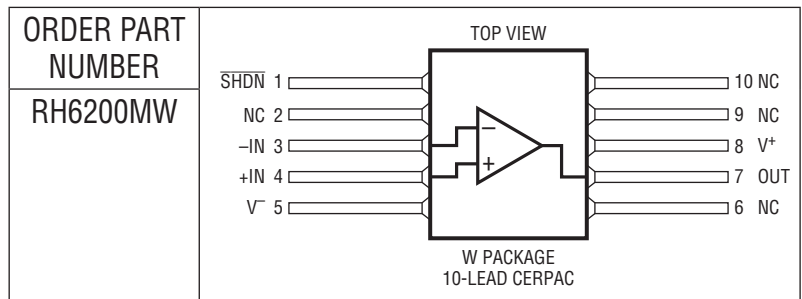 ORDER PART
NUMBER
RH6200MW
TOP VIEW
SHDN 1
NC 2
–IN 3
+IN 4
V– 5
–
+
10 NC
9 NC
8 V+
7 OUT
6 NC
W PACKAGE
10-LEAD CERPAC